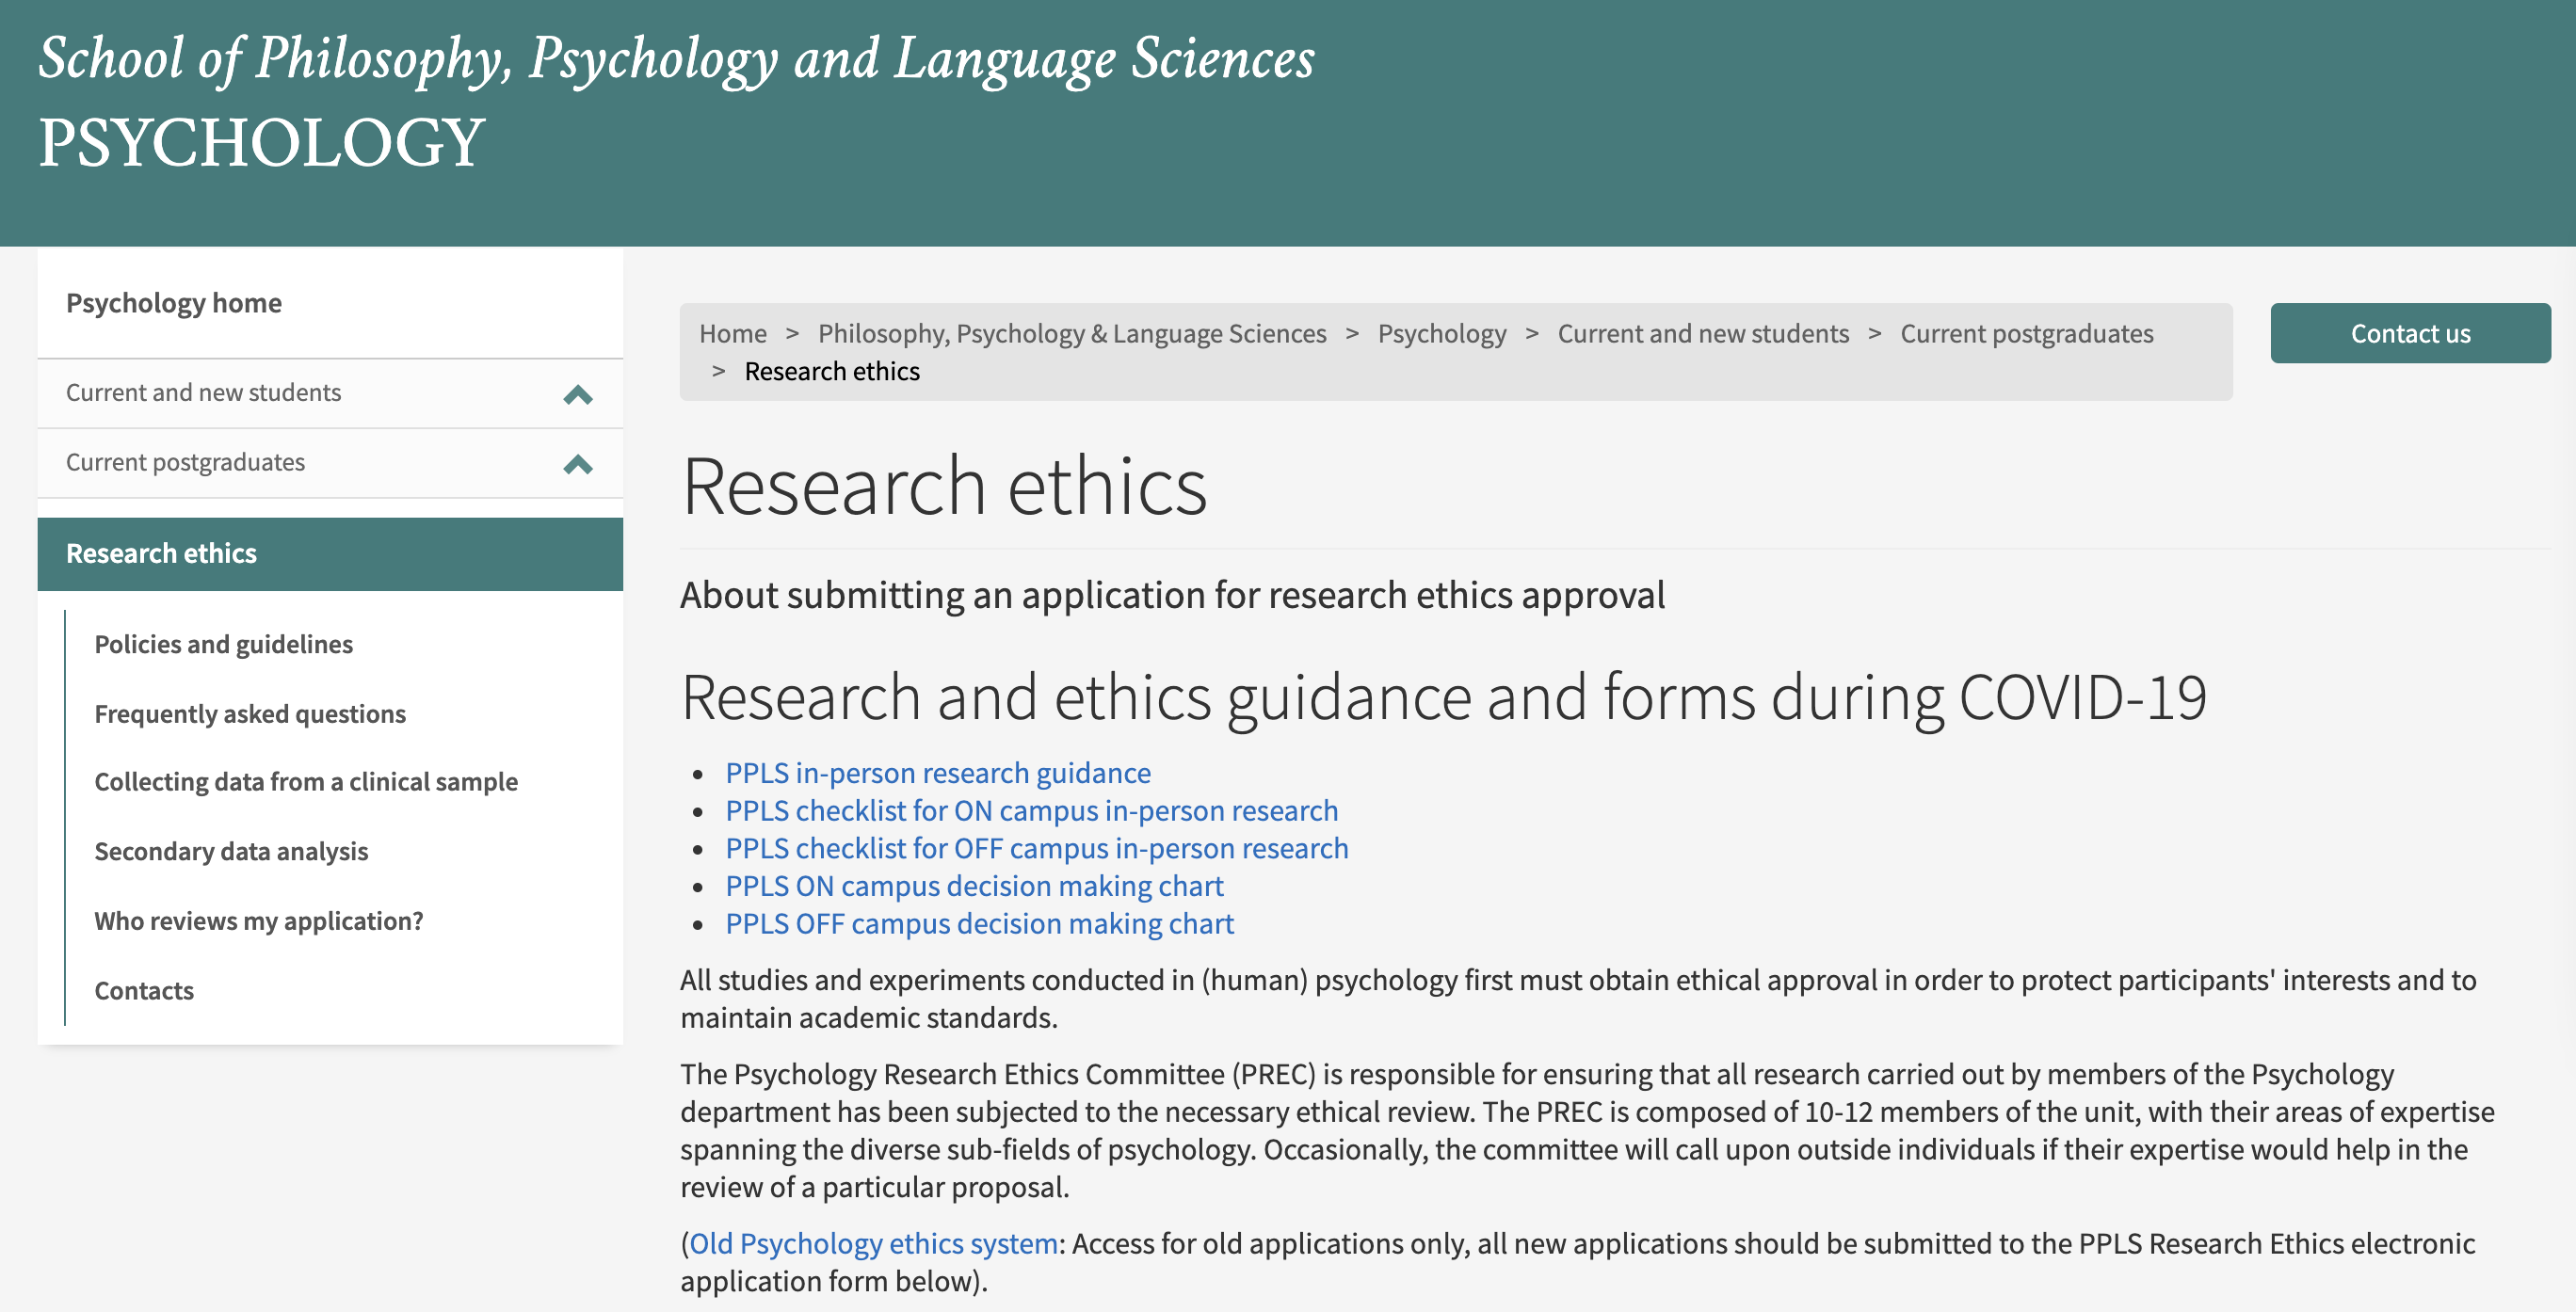 School of Philosophy, Psychology and Language Sciences
PSYCHOLOGY
Psychology home
Current and new students
Current postgraduates
Research ethics
Policies and guidelines
Frequently asked questions
Collecting data from a clinical sample
Secondary data analysis
Who reviews my application?
Contacts
Home > Philosophy, Psychology & Language Sciences > Psychology > Current and new students > Current postgraduates
> Research ethics
Contact us
Research ethics
About submitting an application for research ethics approval
Research and ethics guidance and forms during COVID-19
• PPLS in-person research guidance
• PPLS checklist for ON campus in-person research
• PPLS checklist for OFF campus in-person research
• PPLS ON campus decision making chart
• PPLS OFF campus decision making chart
All studies and experiments conducted in (human) psychology first must obtain ethical approval in order to protect participants' interests and to
maintain academic standards.
The Psychology Research Ethics Committee (PREC) is responsible for ensuring that all research carried out by members of the Psychology
department has been subjected to the necessary ethical review. The PREC is composed of 10-12 members of the unit, with their areas of expertise
spanning the diverse sub-fields of psychology. Occasionally, the committee will call upon outside individuals if their expertise would help in the
review of a particular proposal.
(Old Psychology ethics system: Access for old applications only, all new applications should be submitted to the PPLS Research Ethics electronic
application form below).